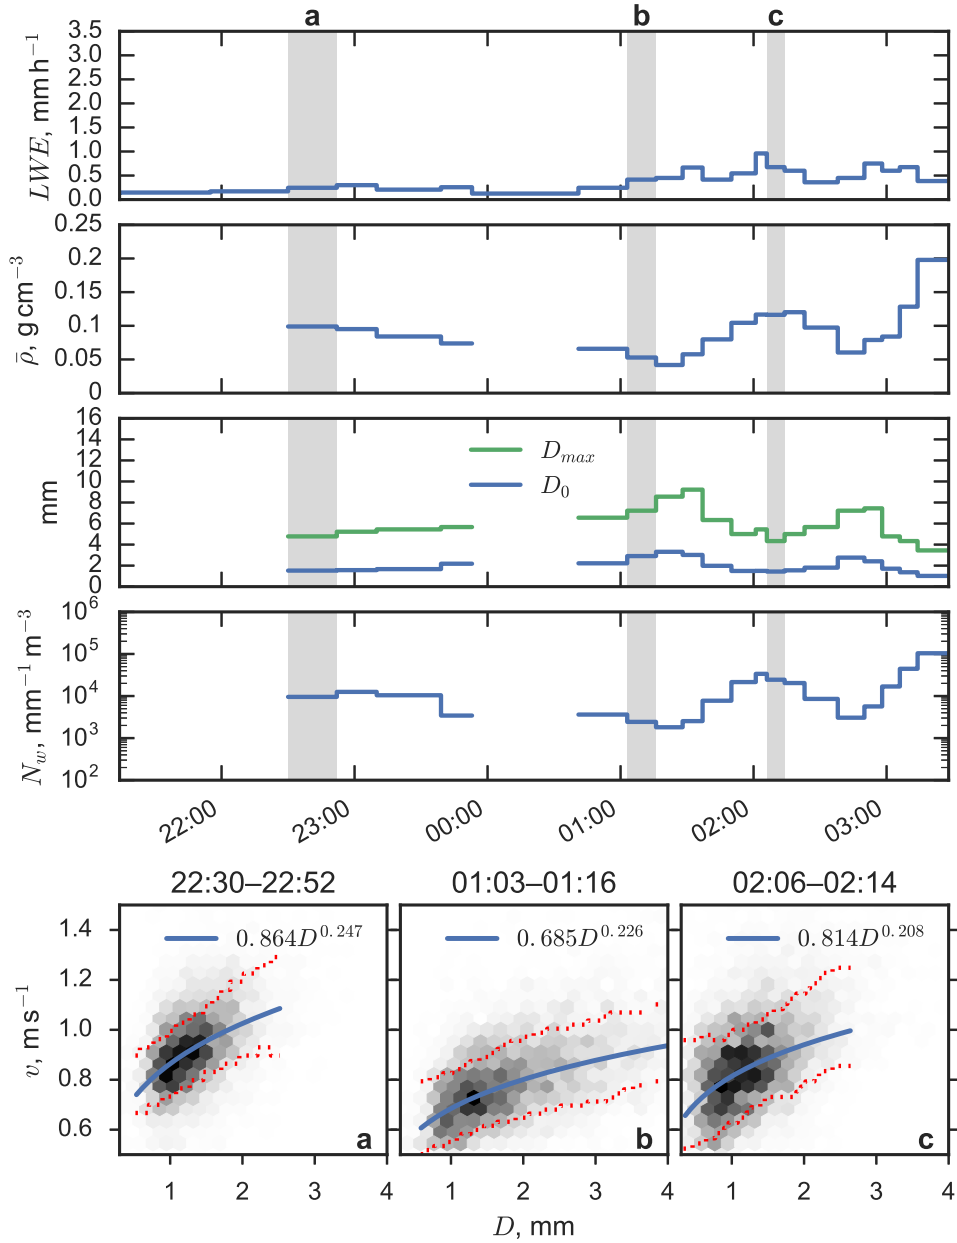 a b c
3.5
3.0
2.5
2.0
1.5
1.0
0.5
0.0
LWE, mm h⁻¹
0.25
0.2
0.15
0.1
0.05
0
ρ̄, g cm⁻³
16
14
12
10
8
6
4
2
0
mm
D_max
D_0
10⁶
10⁵
10⁴
10³
10²
N_w, mm⁻¹ m⁻³
22:00 23:00 00:00 01:00 02:00 03:00
22:30–22:52 01:03–01:16 02:06–02:14
0.864D^0.247 0.685D^0.226 0.814D^0.208
1.4
1.2
1.0
0.8
0.6
v, m s⁻¹
a b c
1 2 3 4 1 2 3 4 1 2 3 4
D, mm